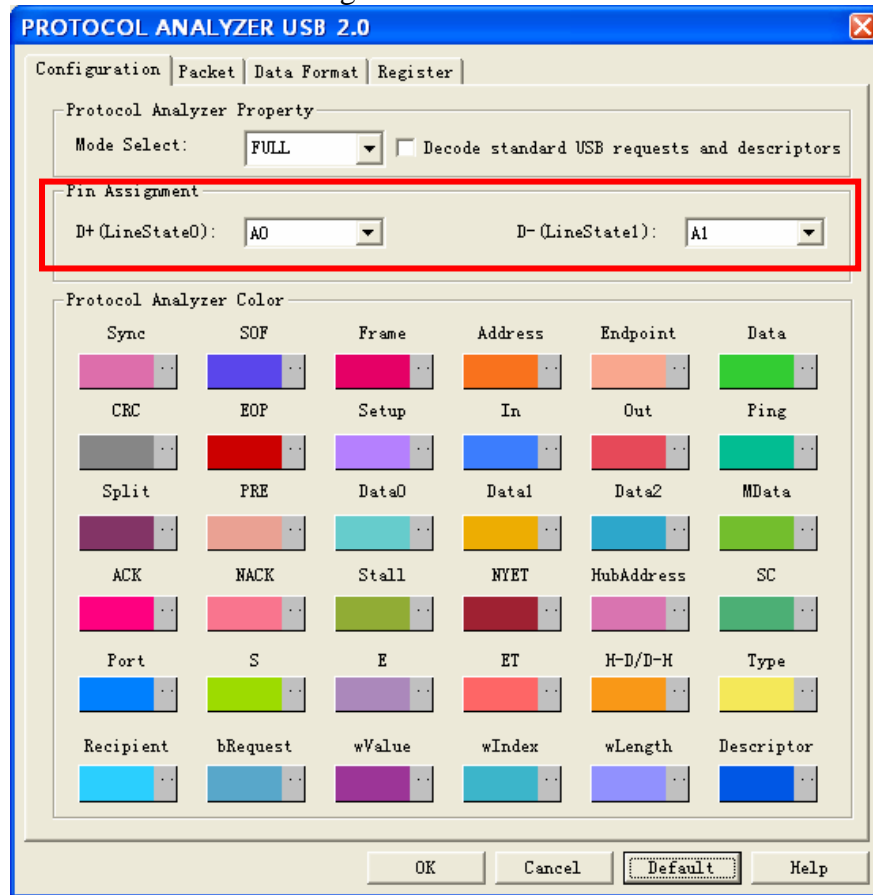 PROTOCOL ANALYZER USB 2.0
Configuration Packet Data Format Register
Protocol Analyzer Property
Mode Select: FULL Decode standard USB requests and descriptors
Pin Assignment
D+(LineState0): A0 D-(LineState1): A1
Protocol Analyzer Color
Sync SOF Frame Address Endpoint Data
CRC EOP Setup In Out Ping
Split PRE Data0 Data1 Data2 MData
ACK NACK Stall NYET HubAddress SC
Port S E ET H-D/D-H Type
Recipient bRequest wValue wIndex wLength Descriptor
OK Cancel Default Help